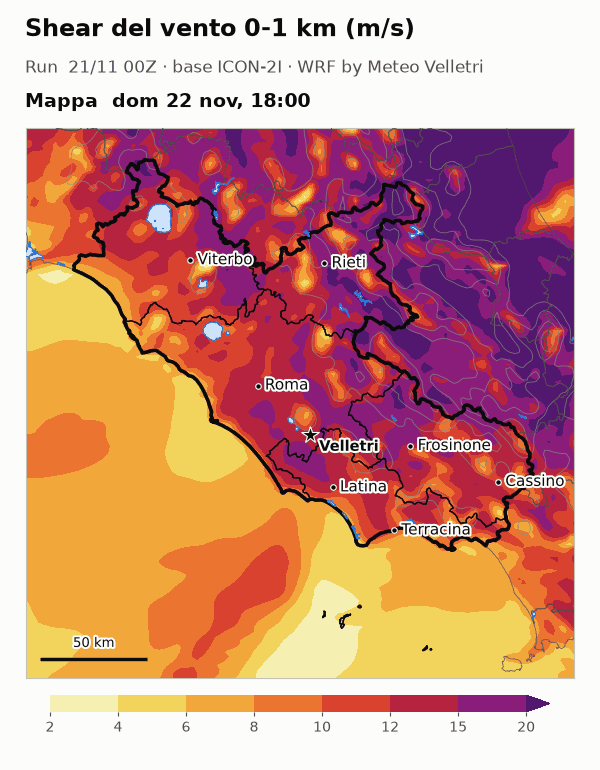 Shear del vento 0-1 km (m/s)
Run 21/11 00Z · base ICON-2I · WRF by Meteo Velletri
Mappa dom 22 nov, 18:00
Viterbo
Rieti
Roma
Velletri
Frosinone
Cassino
Latina
Terracina
50 km
2 4 6 8 10 12 15 20